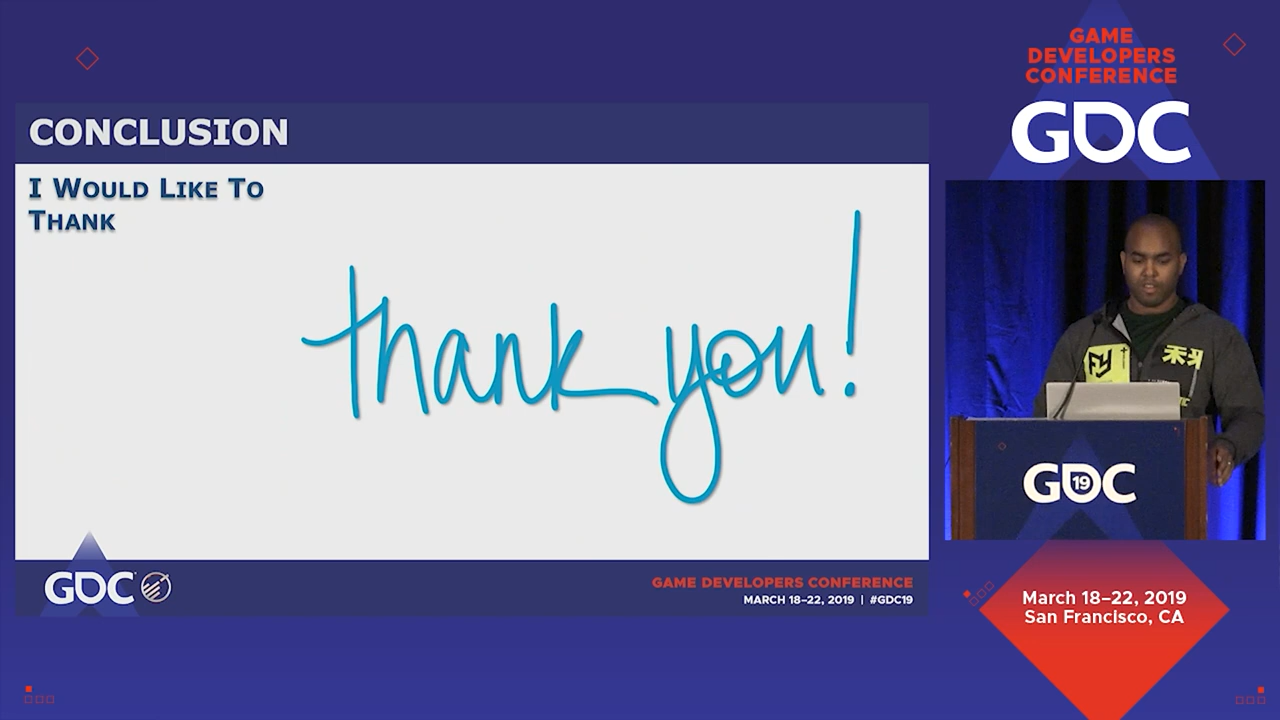 GAME
DEVELOPERS
CONFERENCE
GDC
CONCLUSION
I WOULD LIKE TO
THANK
thank you!
FY
GDC
19
GDC
GAME DEVELOPERS CONFERENCE
MARCH 18–22, 2019 | #GDC19
March 18–22, 2019
San Francisco, CA